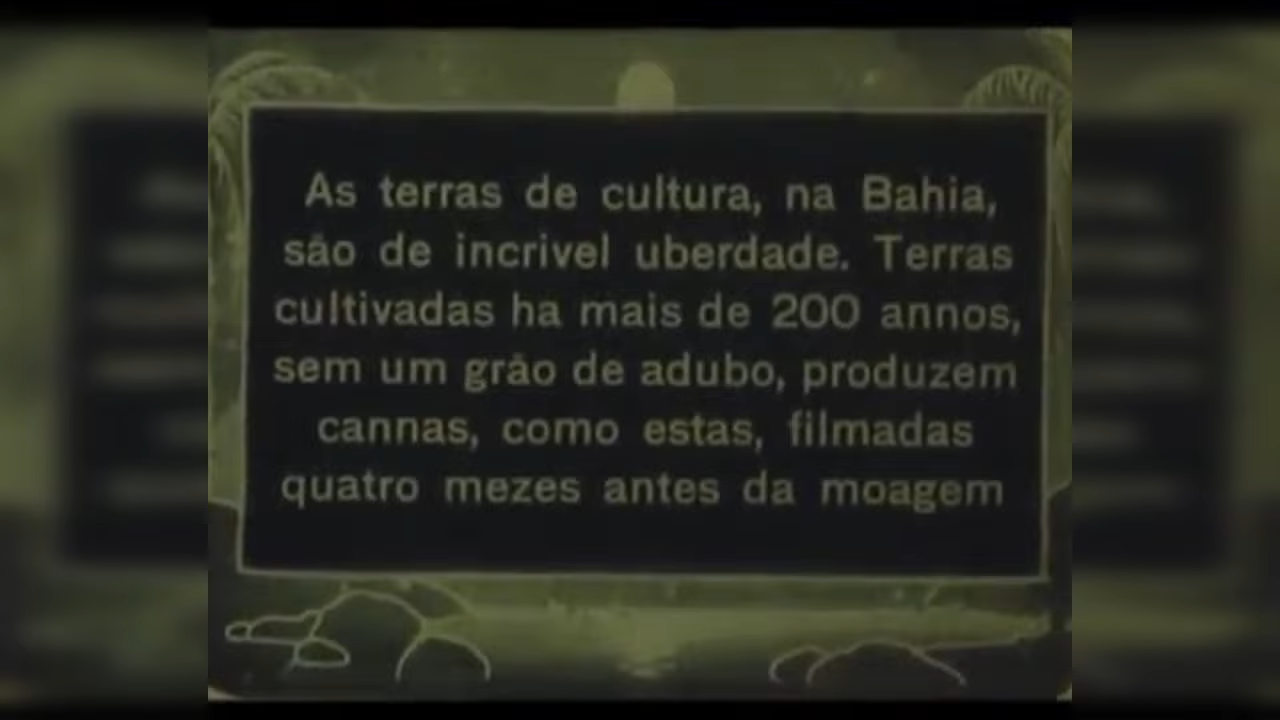 As terras de cultura, na Bahia,
são de incrivel uberdade. Terras
cultivadas ha mais de 200 annos,
sem um grão de adubo, produzem
cannas, como estas, filmadas
quatro mezes antes da moagem